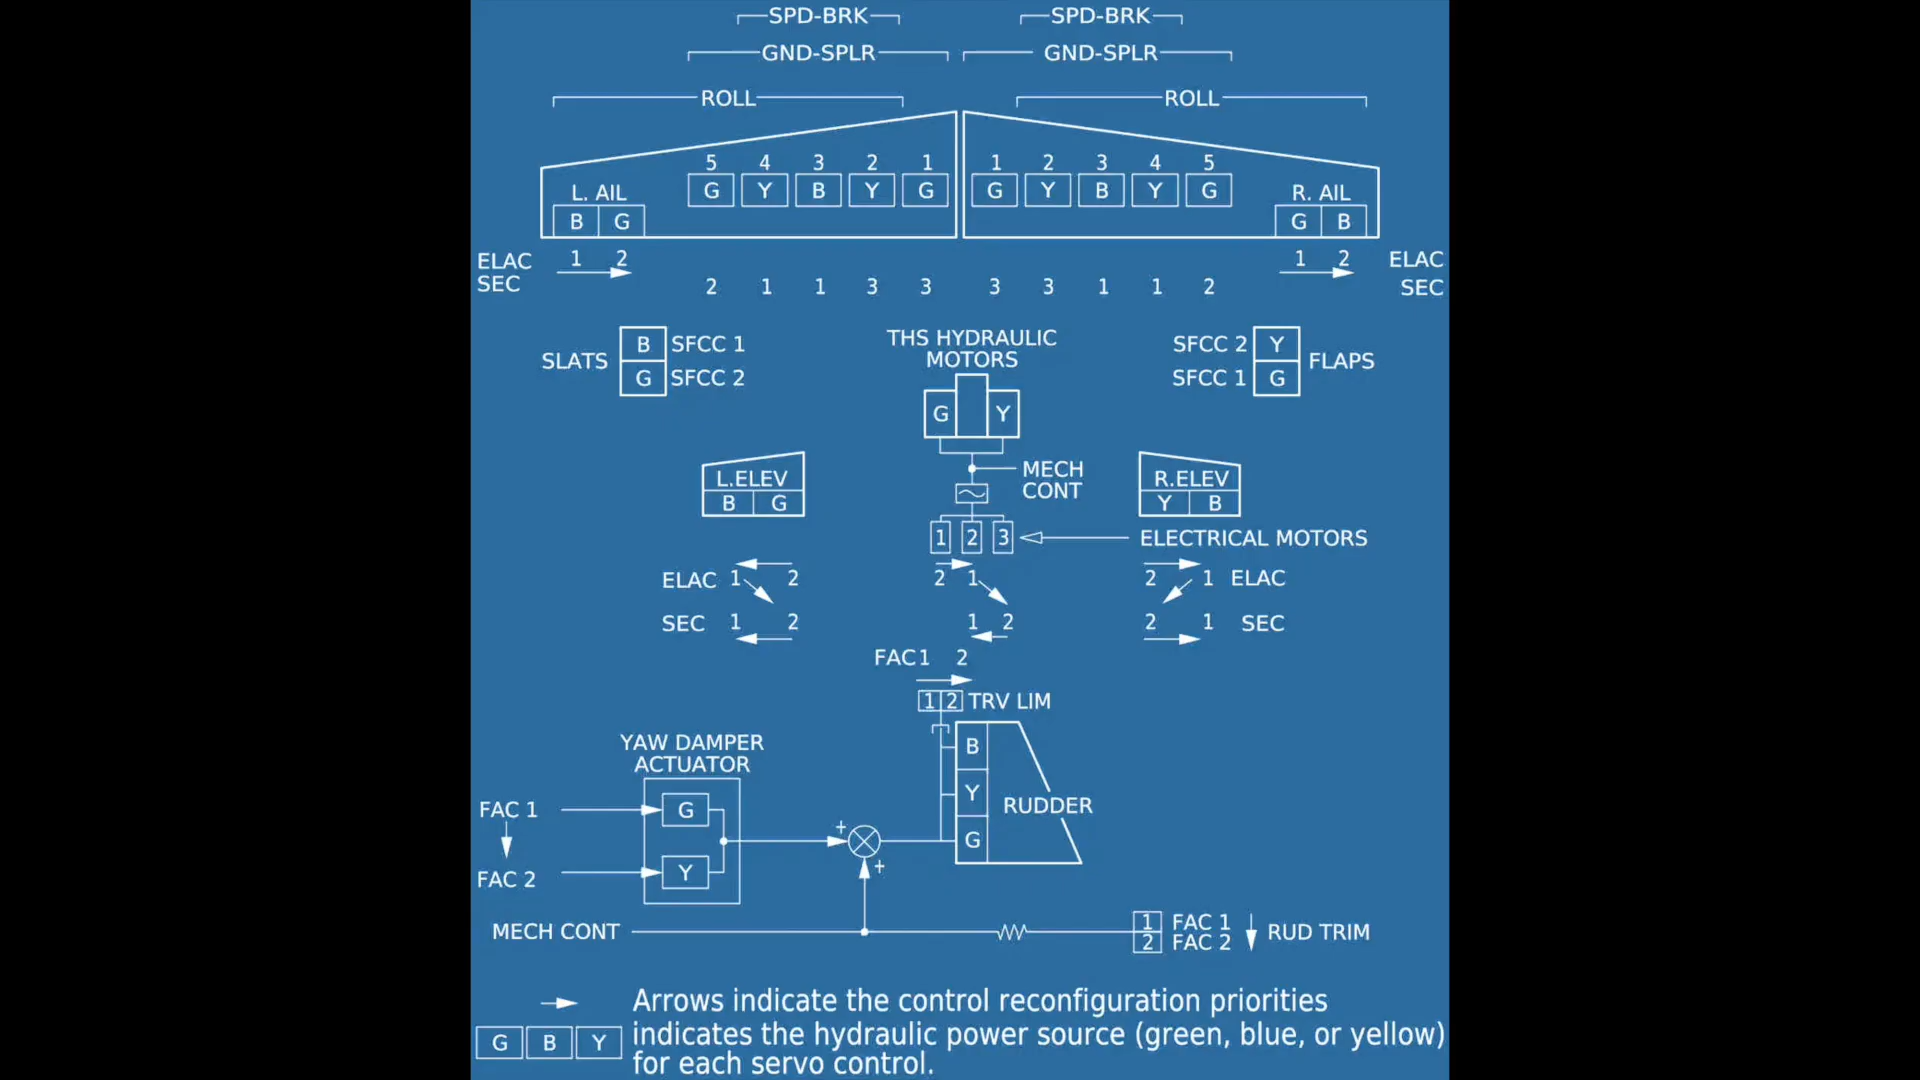 SPD-BRK SPD-BRK
GND-SPLR GND-SPLR
ROLL ROLL
5 4 3 2 1 1 2 3 4 5
G Y B Y G G Y B Y G
L. AIL R. AIL
B G G B
ELAC 1 2 1 2 ELAC
SEC 2 1 1 3 3 3 3 1 1 2 SEC
THS HYDRAULIC
MOTORS
SLATS
B SFCC 1
G SFCC 2
SFCC 2 Y
SFCC 1 G
FLAPS
G Y
MECH
CONT
L.ELEV
B G
R.ELEV
Y B
1 2 3 ELECTRICAL MOTORS
ELAC 1 2 2 1 2 1 ELAC
SEC 1 2 1 2 2 1 SEC
FAC1 2
1 2 TRV LIM
YAW DAMPER
ACTUATOR
B
Y
G
RUDDER
FAC 1 G
FAC 2 Y
+
+
MECH CONT
1 FAC 1
2 FAC 2
RUD TRIM
Arrows indicate the control reconfiguration priorities
G B Y indicates the hydraulic power source (green, blue, or yellow)
for each servo control.